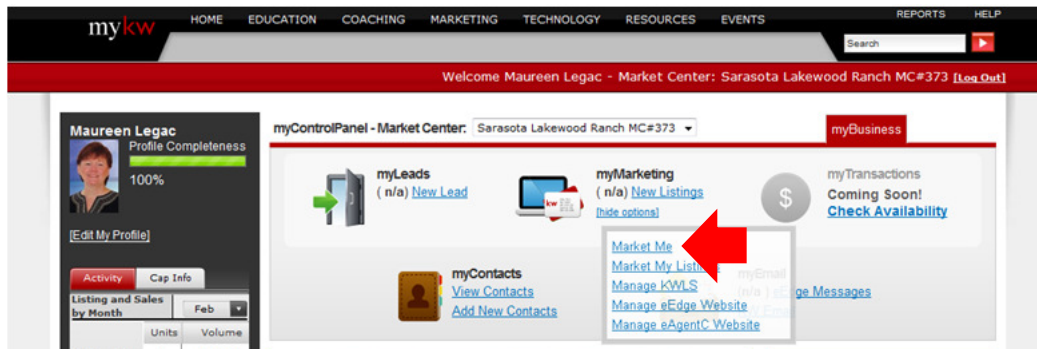 mykw
HOME EDUCATION COACHING MARKETING TECHNOLOGY RESOURCES EVENTS
REPORTS HELP
Search
Welcome Maureen Legac - Market Center: Sarasota Lakewood Ranch MC#373 [Log Out]
Maureen Legac
Profile Completeness
100%
[Edit My Profile]
Activity Cap Info
Listing and Sales
by Month
Feb
Units Volume
myControlPanel - Market Center: Sarasota Lakewood Ranch MC#373
myBusiness
myLeads
( n/a) New Lead
kw
myMarketing
( n/a) New Listings
[hide options]
$
myTransactions
Coming Soon!
Check Availability
Market Me
Market My
Manage KWLS
Manage eEdge Website
Manage eAgentC Website
myContacts
View Contacts
Add New Contacts
myEmail
(n/a ) ge Messages